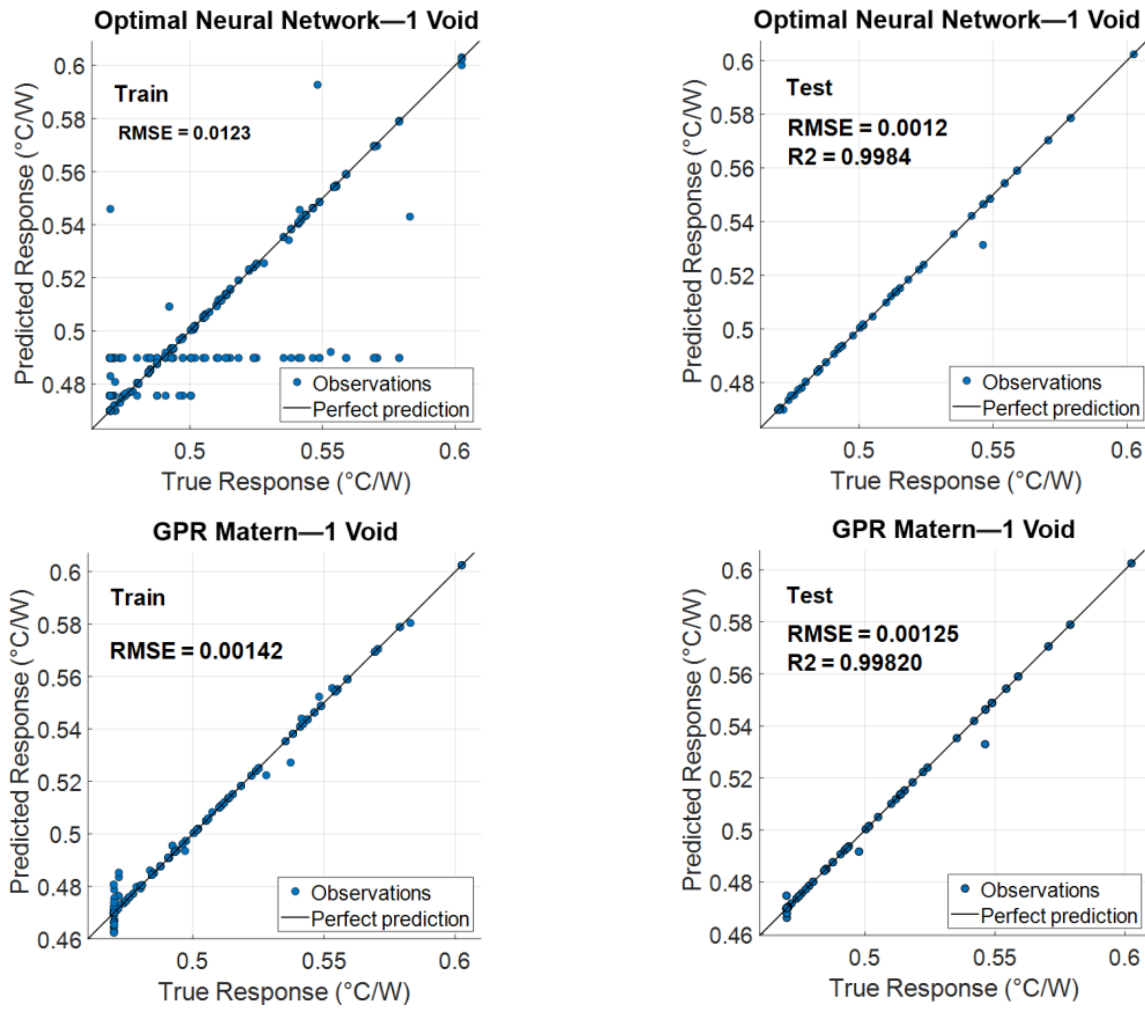 Optimal Neural Network—1 Void
0.6
0.58
0.56
0.54
0.52
0.5
0.48
Predicted Response (°C/W)
Train
RMSE = 0.0123
Observations
Perfect prediction
0.5
0.55
0.6
True Response (°C/W)
Optimal Neural Network—1 Void
0.6
0.58
0.56
0.54
0.52
0.5
0.48
Predicted Response (°C/W)
Test
RMSE = 0.0012
R2 = 0.9984
Observations
Perfect prediction
0.5
0.55
0.6
True Response (°C/W)
GPR Matern—1 Void
0.6
0.58
0.56
0.54
0.52
0.5
0.48
0.46
Predicted Response (°C/W)
Train
RMSE = 0.00142
Observations
Perfect prediction
0.5
0.55
0.6
True Response (°C/W)
GPR Matern—1 Void
0.6
0.58
0.56
0.54
0.52
0.5
0.48
0.46
Predicted Response (°C/W)
Test
RMSE = 0.00125
R2 = 0.99820
Observations
Perfect prediction
0.5
0.55
0.6
True Response (°C/W)